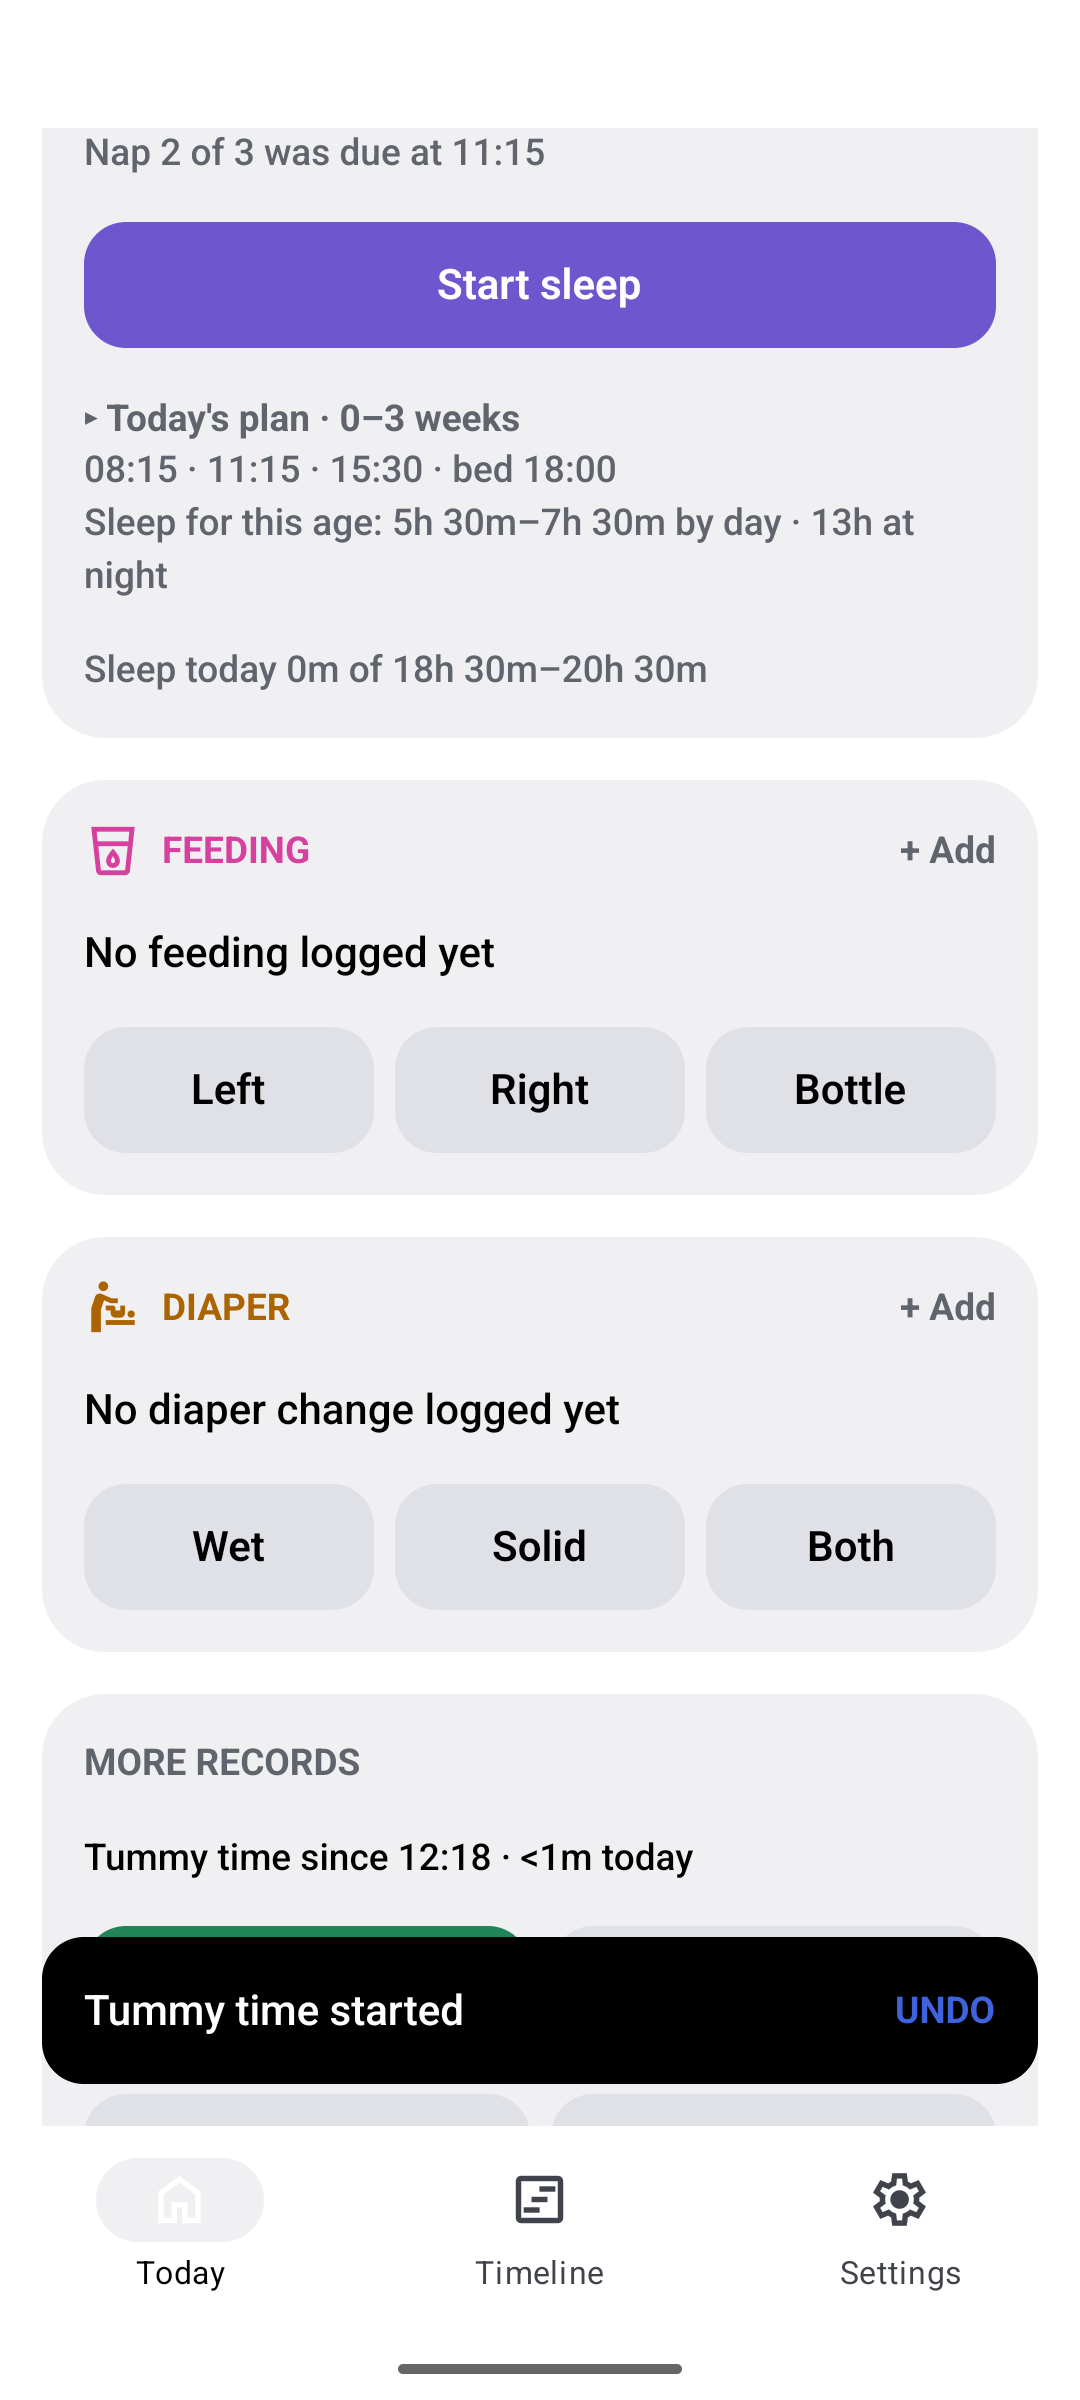 Nap 2 of 3 was due at 11:15
Start sleep
▸ Today's plan · 0–3 weeks
08:15 · 11:15 · 15:30 · bed 18:00
Sleep for this age: 5h 30m–7h 30m by day · 13h at
night
Sleep today 0m of 18h 30m–20h 30m
FEEDING
+ Add
No feeding logged yet
Left
Right
Bottle
DIAPER
+ Add
No diaper change logged yet
Wet
Solid
Both
MORE RECORDS
Tummy time since 12:18 · <1m today
Tummy time started
UNDO
Today
Timeline
Settings